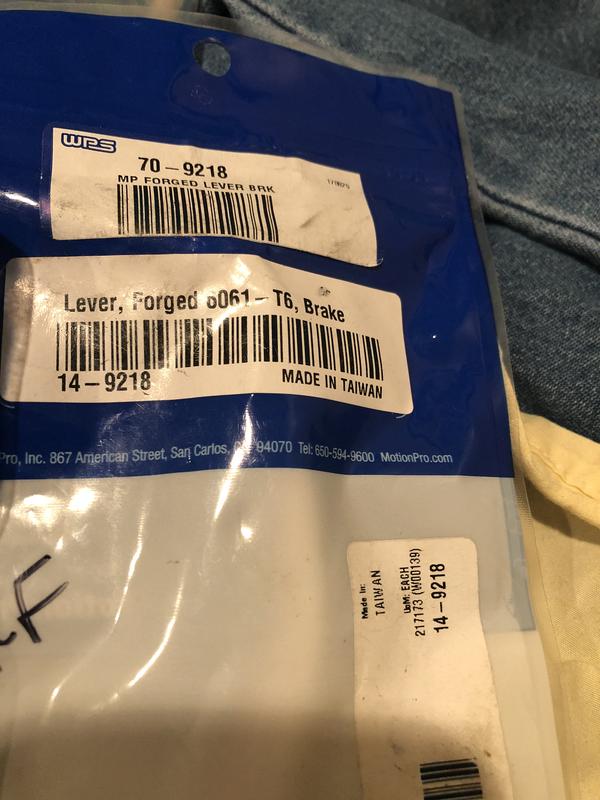 WPS
70-9218
MP FORGED LEVER BRK
Lever, Forged 6061-T6, Brake
14-9218
MADE IN TAIWAN
Pro, Inc. 867 American Street, San Carlos, 94070 Tel: 650-594-9600 MotionPro.com
Made In:
TAIWAN
UoM: EACH
217173 (W00139)
14-9218